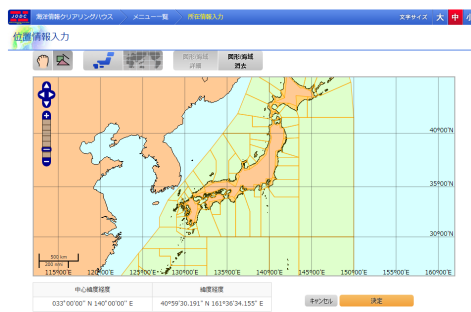 JODC 海洋情報クリアリングハウス メニュー一覧 所在情報入力 文字サイズ 大 中 小
位置情報入力
図形/海域 詳細 図形/海域 消去
40°00'N
35°00'N
30°00'N
500 km
200 nmi
115°00'E 120°00'E 125°00'E 130°00'E 135°00'E 140°00'E 145°00'E 150°00'E 155°00'E 160°00'E
中心緯度経度 緯度経度
033°00'00" N 140°00'00" E 40°59'30.191" N 161°36'34.155" E キャンセル 決定